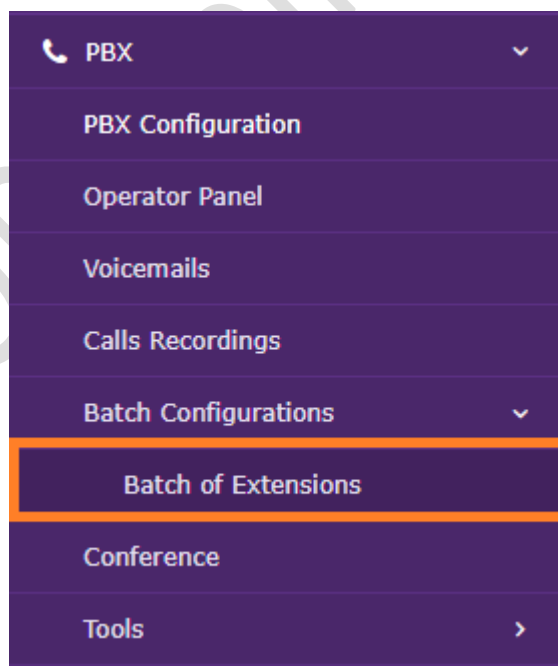 PBX
PBX Configuration
Operator Panel
Voicemails
Calls Recordings
Batch Configurations
Batch of Extensions
Conference
Tools